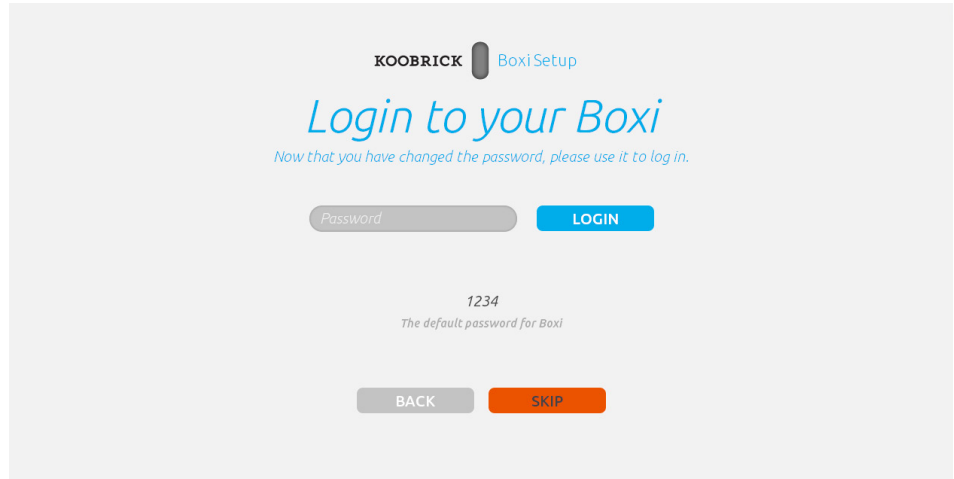 KOOBRICK Boxi Setup
Login to your Boxi
Now that you have changed the password, please use it to log in.
Password LOGIN
1234
The default password for Boxi
BACK SKIP